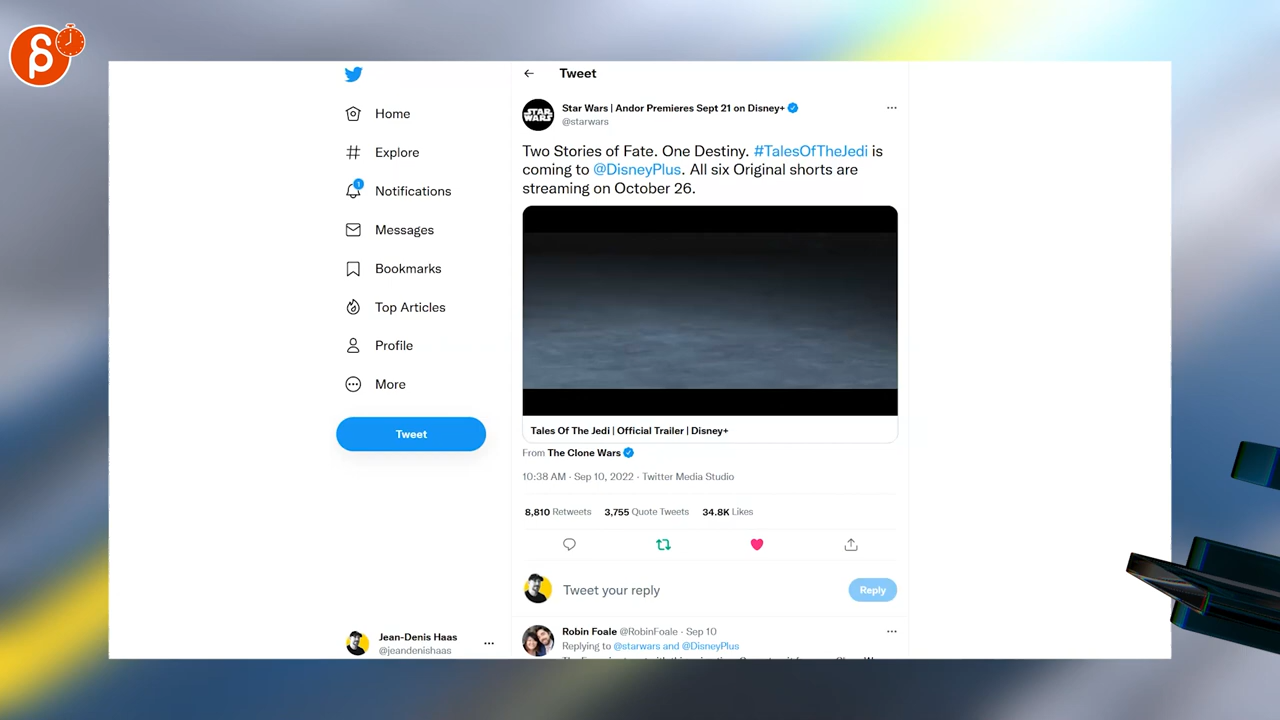 β
Tweet
Home
Explore
1
Notifications
Messages
Bookmarks
Top Articles
Profile
More
Tweet
STAR WARS
Star Wars | Andor Premieres Sept 21 on Disney+
@starwars
Two Stories of Fate. One Destiny. #TalesOfTheJedi is
coming to @DisneyPlus. All six Original shorts are
streaming on October 26.
Tales Of The Jedi | Official Trailer | Disney+
From The Clone Wars
10:38 AM · Sep 10, 2022 · Twitter Media Studio
8,810 Retweets 3,755 Quote Tweets 34.8K Likes
Tweet your reply
Reply
Robin Foale @RobinFoale · Sep 10
Replying to @starwars and @DisneyPlus
Jean-Denis Haas
@jeandenishaas